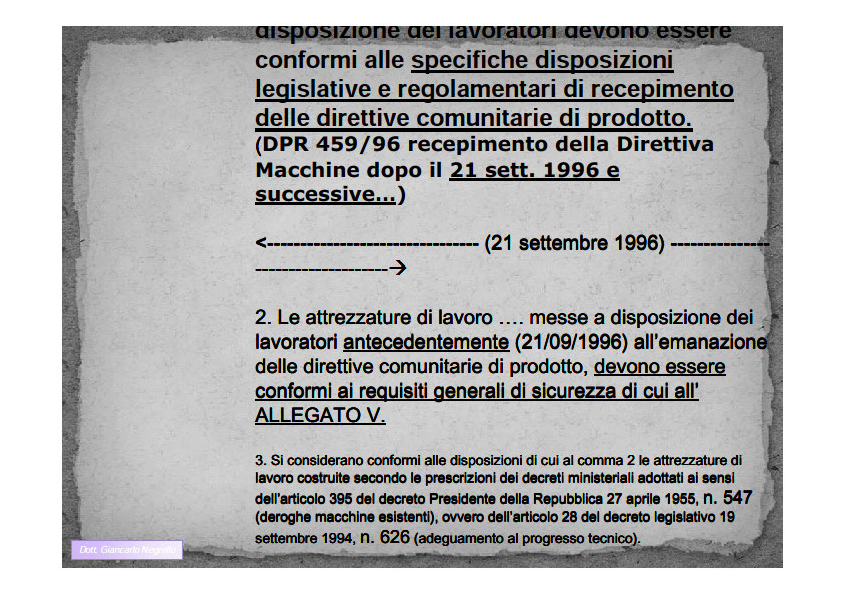 disposizione dei lavoratori devono essere
conformi alle specifiche disposizioni
legislative e regolamentari di recepimento
delle direttive comunitarie di prodotto.
(DPR 459/96 recepimento della Direttiva
Macchine dopo il 21 sett. 1996 e
successive…)
<-------------------------------- (21 settembre 1996) ---------------
--------------------→
2. Le attrezzature di lavoro …. messe a disposizione dei
lavoratori antecedentemente (21/09/1996) all'emanazione
delle direttive comunitarie di prodotto, devono essere
conformi ai requisiti generali di sicurezza di cui all'
ALLEGATO V.
3. Si considerano conformi alle disposizioni di cui al comma 2 le attrezzature di
lavoro costruite secondo le prescrizioni dei decreti ministeriali adottati ai sensi
dell'articolo 395 del decreto Presidente della Repubblica 27 aprile 1955, n. 547
(deroghe macchine esistenti), ovvero dell'articolo 28 del decreto legislativo 19
settembre 1994, n. 626 (adeguamento al progresso tecnico).
Dott. Giancarlo Negrello